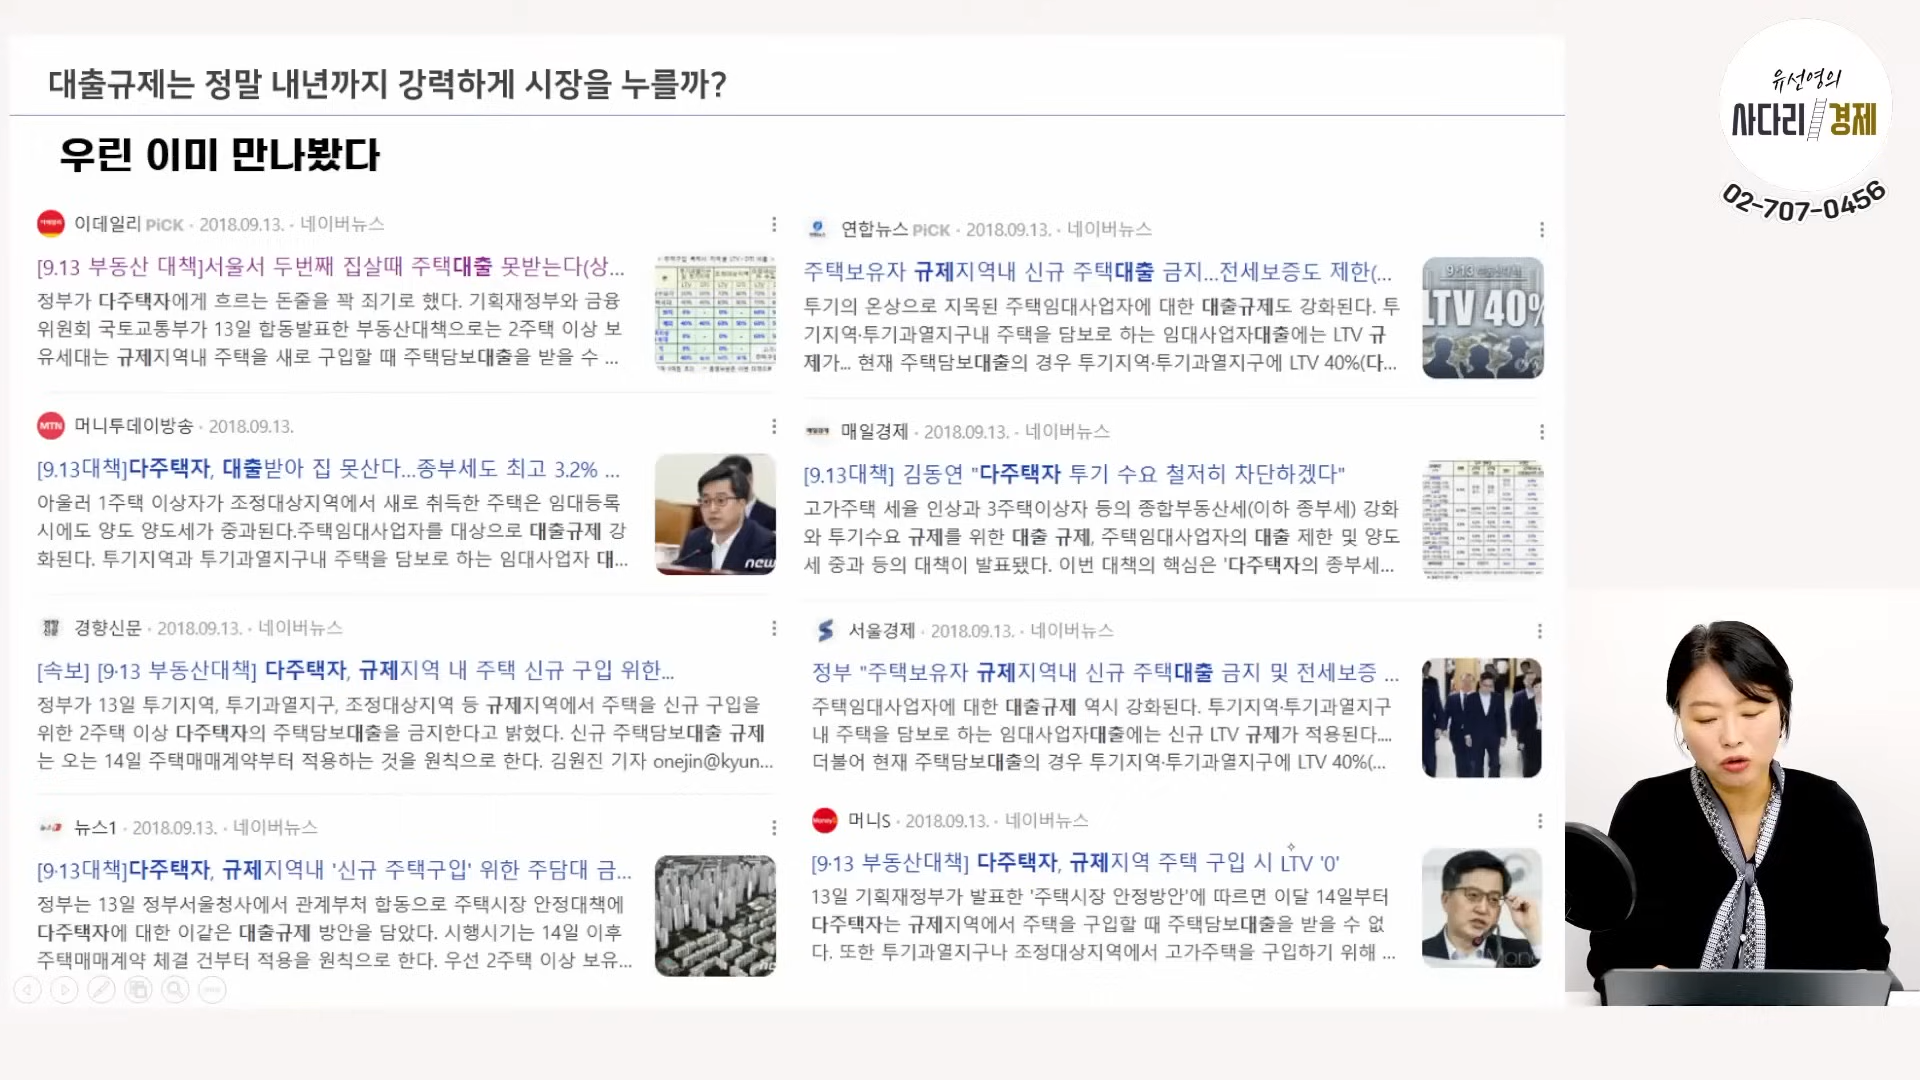 대출규제는 정말 내년까지 강력하게 시장을 누를까?
우린 이미 만나봤다
이데일리 PiCK · 2018.09.13. · 네이버뉴스
[9.13 부동산 대책]서울서 두번째 집살때 주택대출 못받는다(상...
정부가 다주택자에게 흐르는 돈줄을 꽉 죄기로 했다. 기획재정부와 금융
위원회 국토교통부가 13일 합동발표한 부동산대책으로는 2주택 이상 보
유세대는 규제지역내 주택을 새로 구입할 때 주택담보대출을 받을 수 ...
MTN
머니투데이방송 · 2018.09.13.
[9.13대책]다주택자, 대출받아 집 못산다...종부세도 최고 3.2% ...
아울러 1주택 이상자가 조정대상지역에서 새로 취득한 주택은 임대등록
시에도 양도 양도세가 중과된다.주택임대사업자를 대상으로 대출규제 강
화된다. 투기지역과 투기과열지구내 주택을 담보로 하는 임대사업자 대...
경향신문 · 2018.09.13. · 네이버뉴스
[속보] [9·13 부동산대책] 다주택자, 규제지역 내 주택 신규 구입 위한...
정부가 13일 투기지역, 투기과열지구, 조정대상지역 등 규제지역에서 주택을 신규 구입을
위한 2주택 이상 다주택자의 주택담보대출을 금지한다고 밝혔다. 신규 주택담보대출 규제
는 오는 14일 주택매매계약부터 적용하는 것을 원칙으로 한다. 김원진 기자 onejin@kyun...
뉴스1 · 2018.09.13. · 네이버뉴스
[9·13대책]다주택자, 규제지역내 '신규 주택구입' 위한 주담대 금...
정부는 13일 정부서울청사에서 관계부처 합동으로 주택시장 안정대책에
다주택자에 대한 이같은 대출규제 방안을 담았다. 시행시기는 14일 이후
주택매매계약 체결 건부터 적용을 원칙으로 한다. 우선 2주택 이상 보유...
연합뉴스 PiCK · 2018.09.13. · 네이버뉴스
주택보유자 규제지역내 신규 주택대출 금지...전세보증도 제한(...
투기의 온상으로 지목된 주택임대사업자에 대한 대출규제도 강화된다. 투
기지역·투기과열지구내 주택을 담보로 하는 임대사업자대출에는 LTV 규
제가... 현재 주택담보대출의 경우 투기지역·투기과열지구에 LTV 40%(다...
LTV 40%
매일경제 · 2018.09.13. · 네이버뉴스
[9.13대책] 김동연 "다주택자 투기 수요 철저히 차단하겠다"
고가주택 세율 인상과 3주택이상자 등의 종합부동산세(이하 종부세) 강화
와 투기수요 규제를 위한 대출 규제, 주택임대사업자의 대출 제한 및 양도
세 중과 등의 대책이 발표됐다. 이번 대책의 핵심은 '다주택자의 종부세...
서울경제 · 2018.09.13. · 네이버뉴스
정부 "주택보유자 규제지역내 신규 주택대출 금지 및 전세보증 ...
주택임대사업자에 대한 대출규제 역시 강화된다. 투기지역·투기과열지구
내 주택을 담보로 하는 임대사업자대출에는 신규 LTV 규제가 적용된다....
더불어 현재 주택담보대출의 경우 투기지역·투기과열지구에 LTV 40%(...
머니S · 2018.09.13. · 네이버뉴스
[9·13 부동산대책] 다주택자, 규제지역 주택 구입 시 LTV '0'
13일 기획재정부가 발표한 '주택시장 안정방안'에 따르면 이달 14일부터
다주택자는 규제지역에서 주택을 구입할 때 주택담보대출을 받을 수 없
다. 또한 투기과열지구나 조정대상지역에서 고가주택을 구입하기 위해 ...
유선영의
사다리 경제
02-707-0456